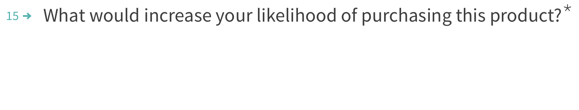 15 → What would increase your likelihood of purchasing this product?*